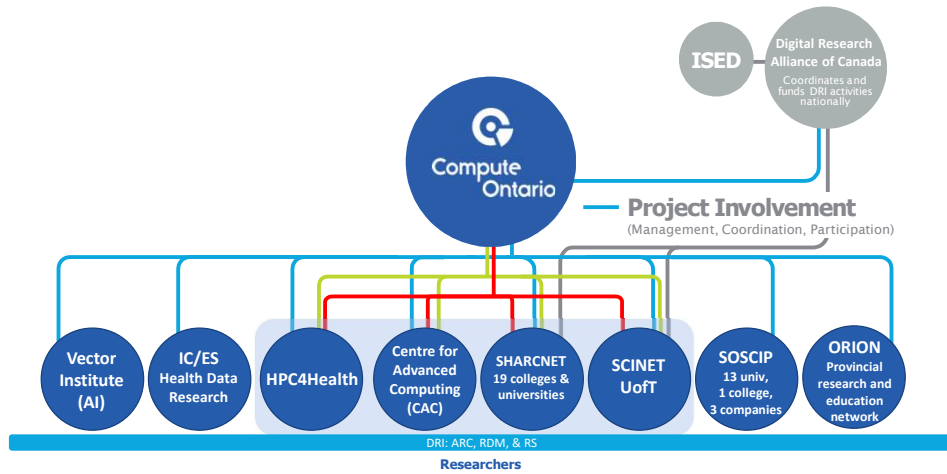 ISED
Digital Research
Alliance of Canada
Coordinates and
funds DRI activities
nationally
Compute
Ontario
Project Involvement
(Management, Coordination, Participation)
Vector
Institute
(AI)
IC/ES
Health Data
Research
HPC4Health
Centre for
Advanced
Computing
(CAC)
SHARCNET
19 colleges &
universities
SCINET
UofT
SOSCIP
13 univ,
1 college,
3 companies
ORION
Provincial
research and
education
network
DRI: ARC, RDM, & RS
Researchers